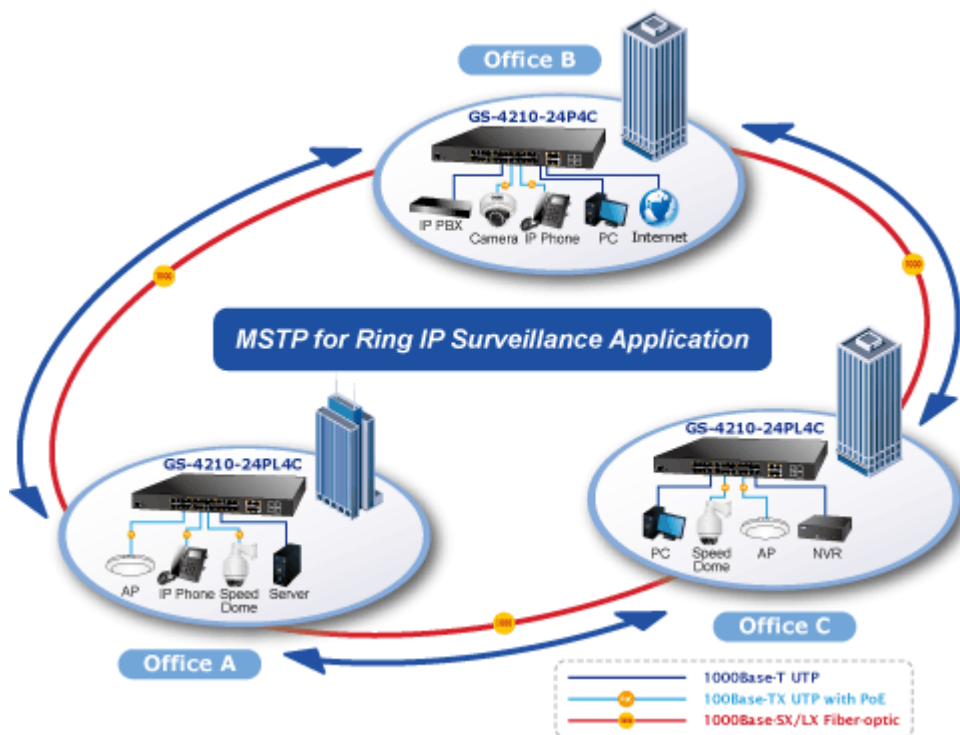 Office B
GS-4210-24P4C
IP PBX
Camera
IP Phone
PC
Internet
MSTP for Ring IP Surveillance Application
GS-4210-24PL4C
AP
IP Phone
Speed
Dome
Server
Office A
GS-4210-24PL4C
PC
Speed
Dome
AP
NVR
Office C
1000Base-T UTP
100Base-TX UTP with PoE
1000Base-SX/LX Fiber-optic